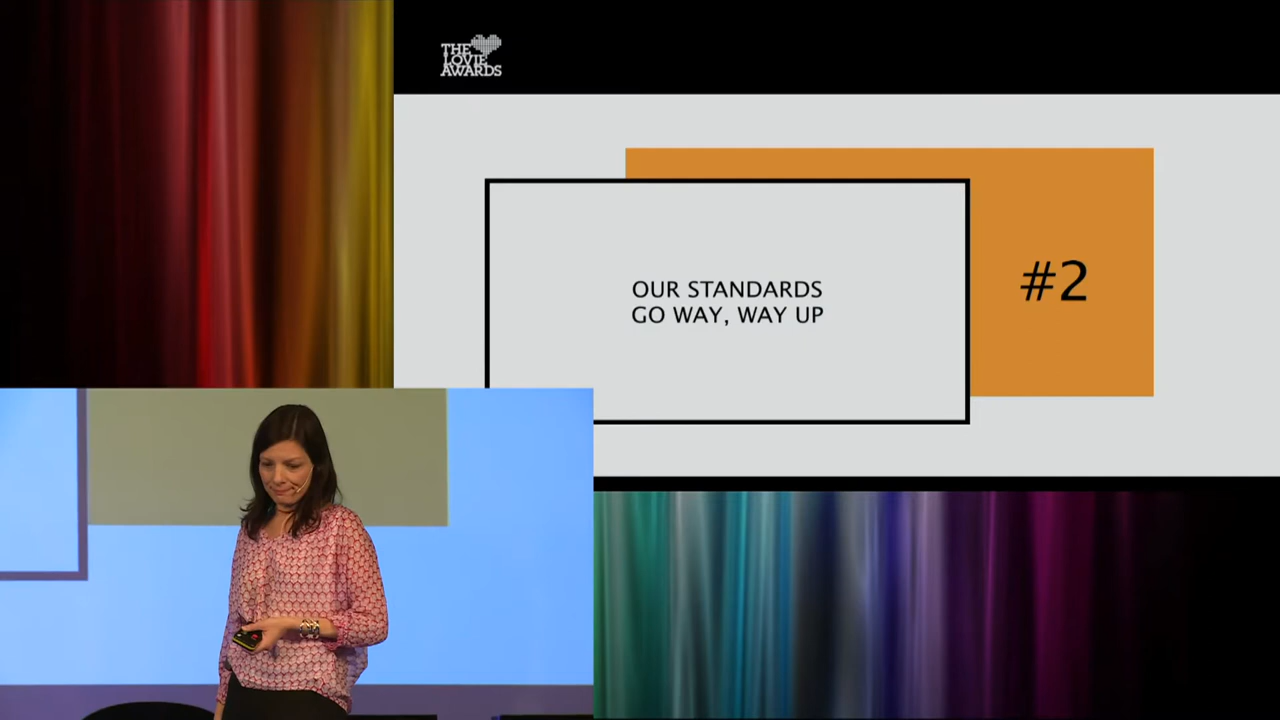 THE
LOVIE
AWARDS
OUR STANDARDS
GO WAY, WAY UP
#2